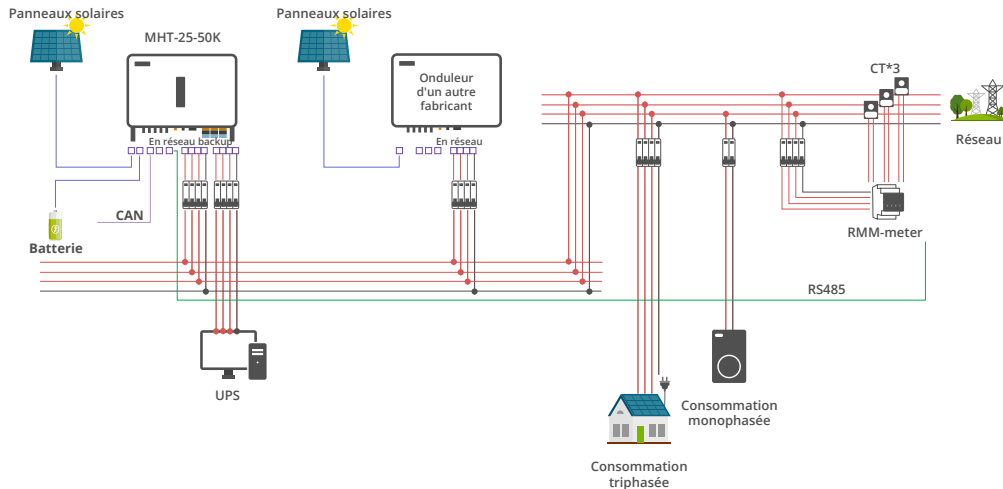 Panneaux solaires
MHT-25-50K
Panneaux solaires
Onduleur
d'un autre
fabricant
CT*3
Réseau
En réseau backup
En réseau
CAN
Batterie
RMM-meter
RS485
UPS
Consommation
monophasée
Consommation
triphasée